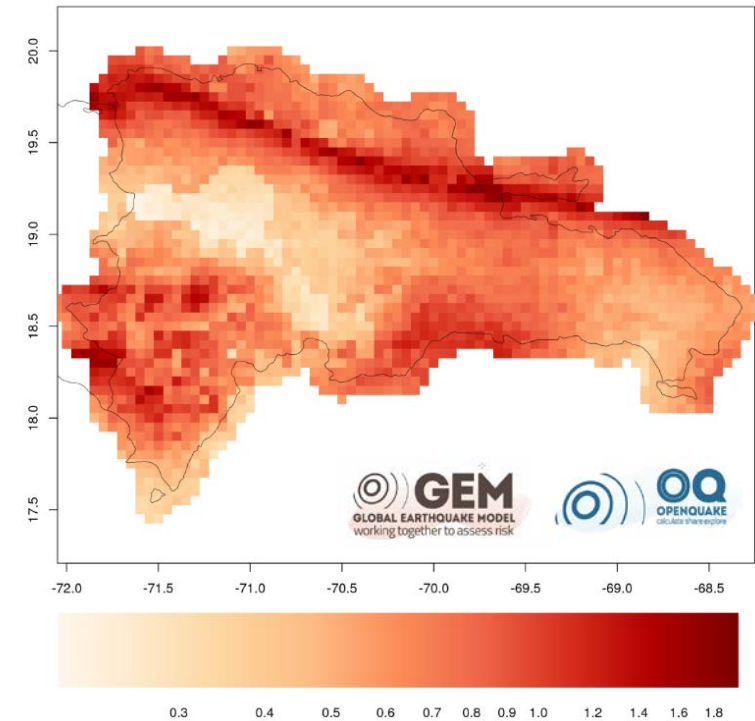 20.0
19.5
19.0
18.5
18.0
17.5
GEM
GLOBAL EARTHQUAKE MODEL
working together to assess risk
OQ
OPENQUAKE
calculate share explore
-72.0 -71.5 -71.0 -70.5 -70.0 -69.5 -69.0 -68.5
0.3 0.4 0.5 0.6 0.7 0.8 0.9 1.0 1.2 1.4 1.6 1.8